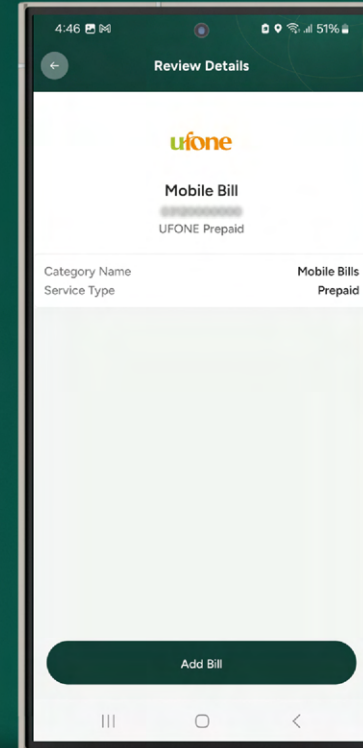 4:46
51%
Review Details
ufone
Mobile Bill
UFONE Prepaid
Category Name Mobile Bills
Service Type Prepaid
Add Bill